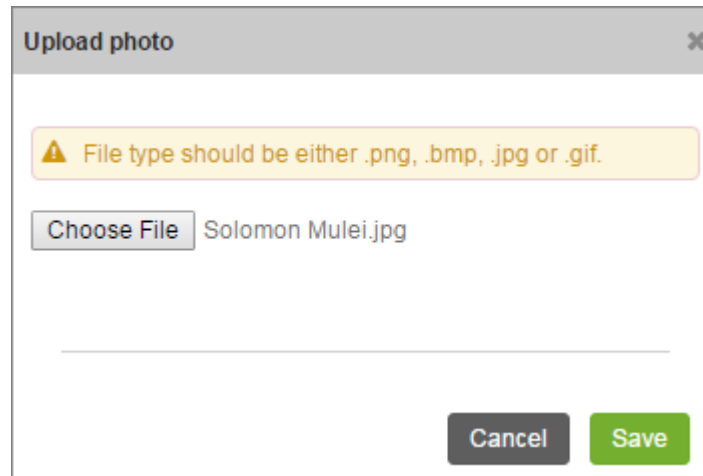 Upload photo
File type should be either .png, .bmp, .jpg or .gif.
Choose File Solomon Mulei.jpg
Cancel Save